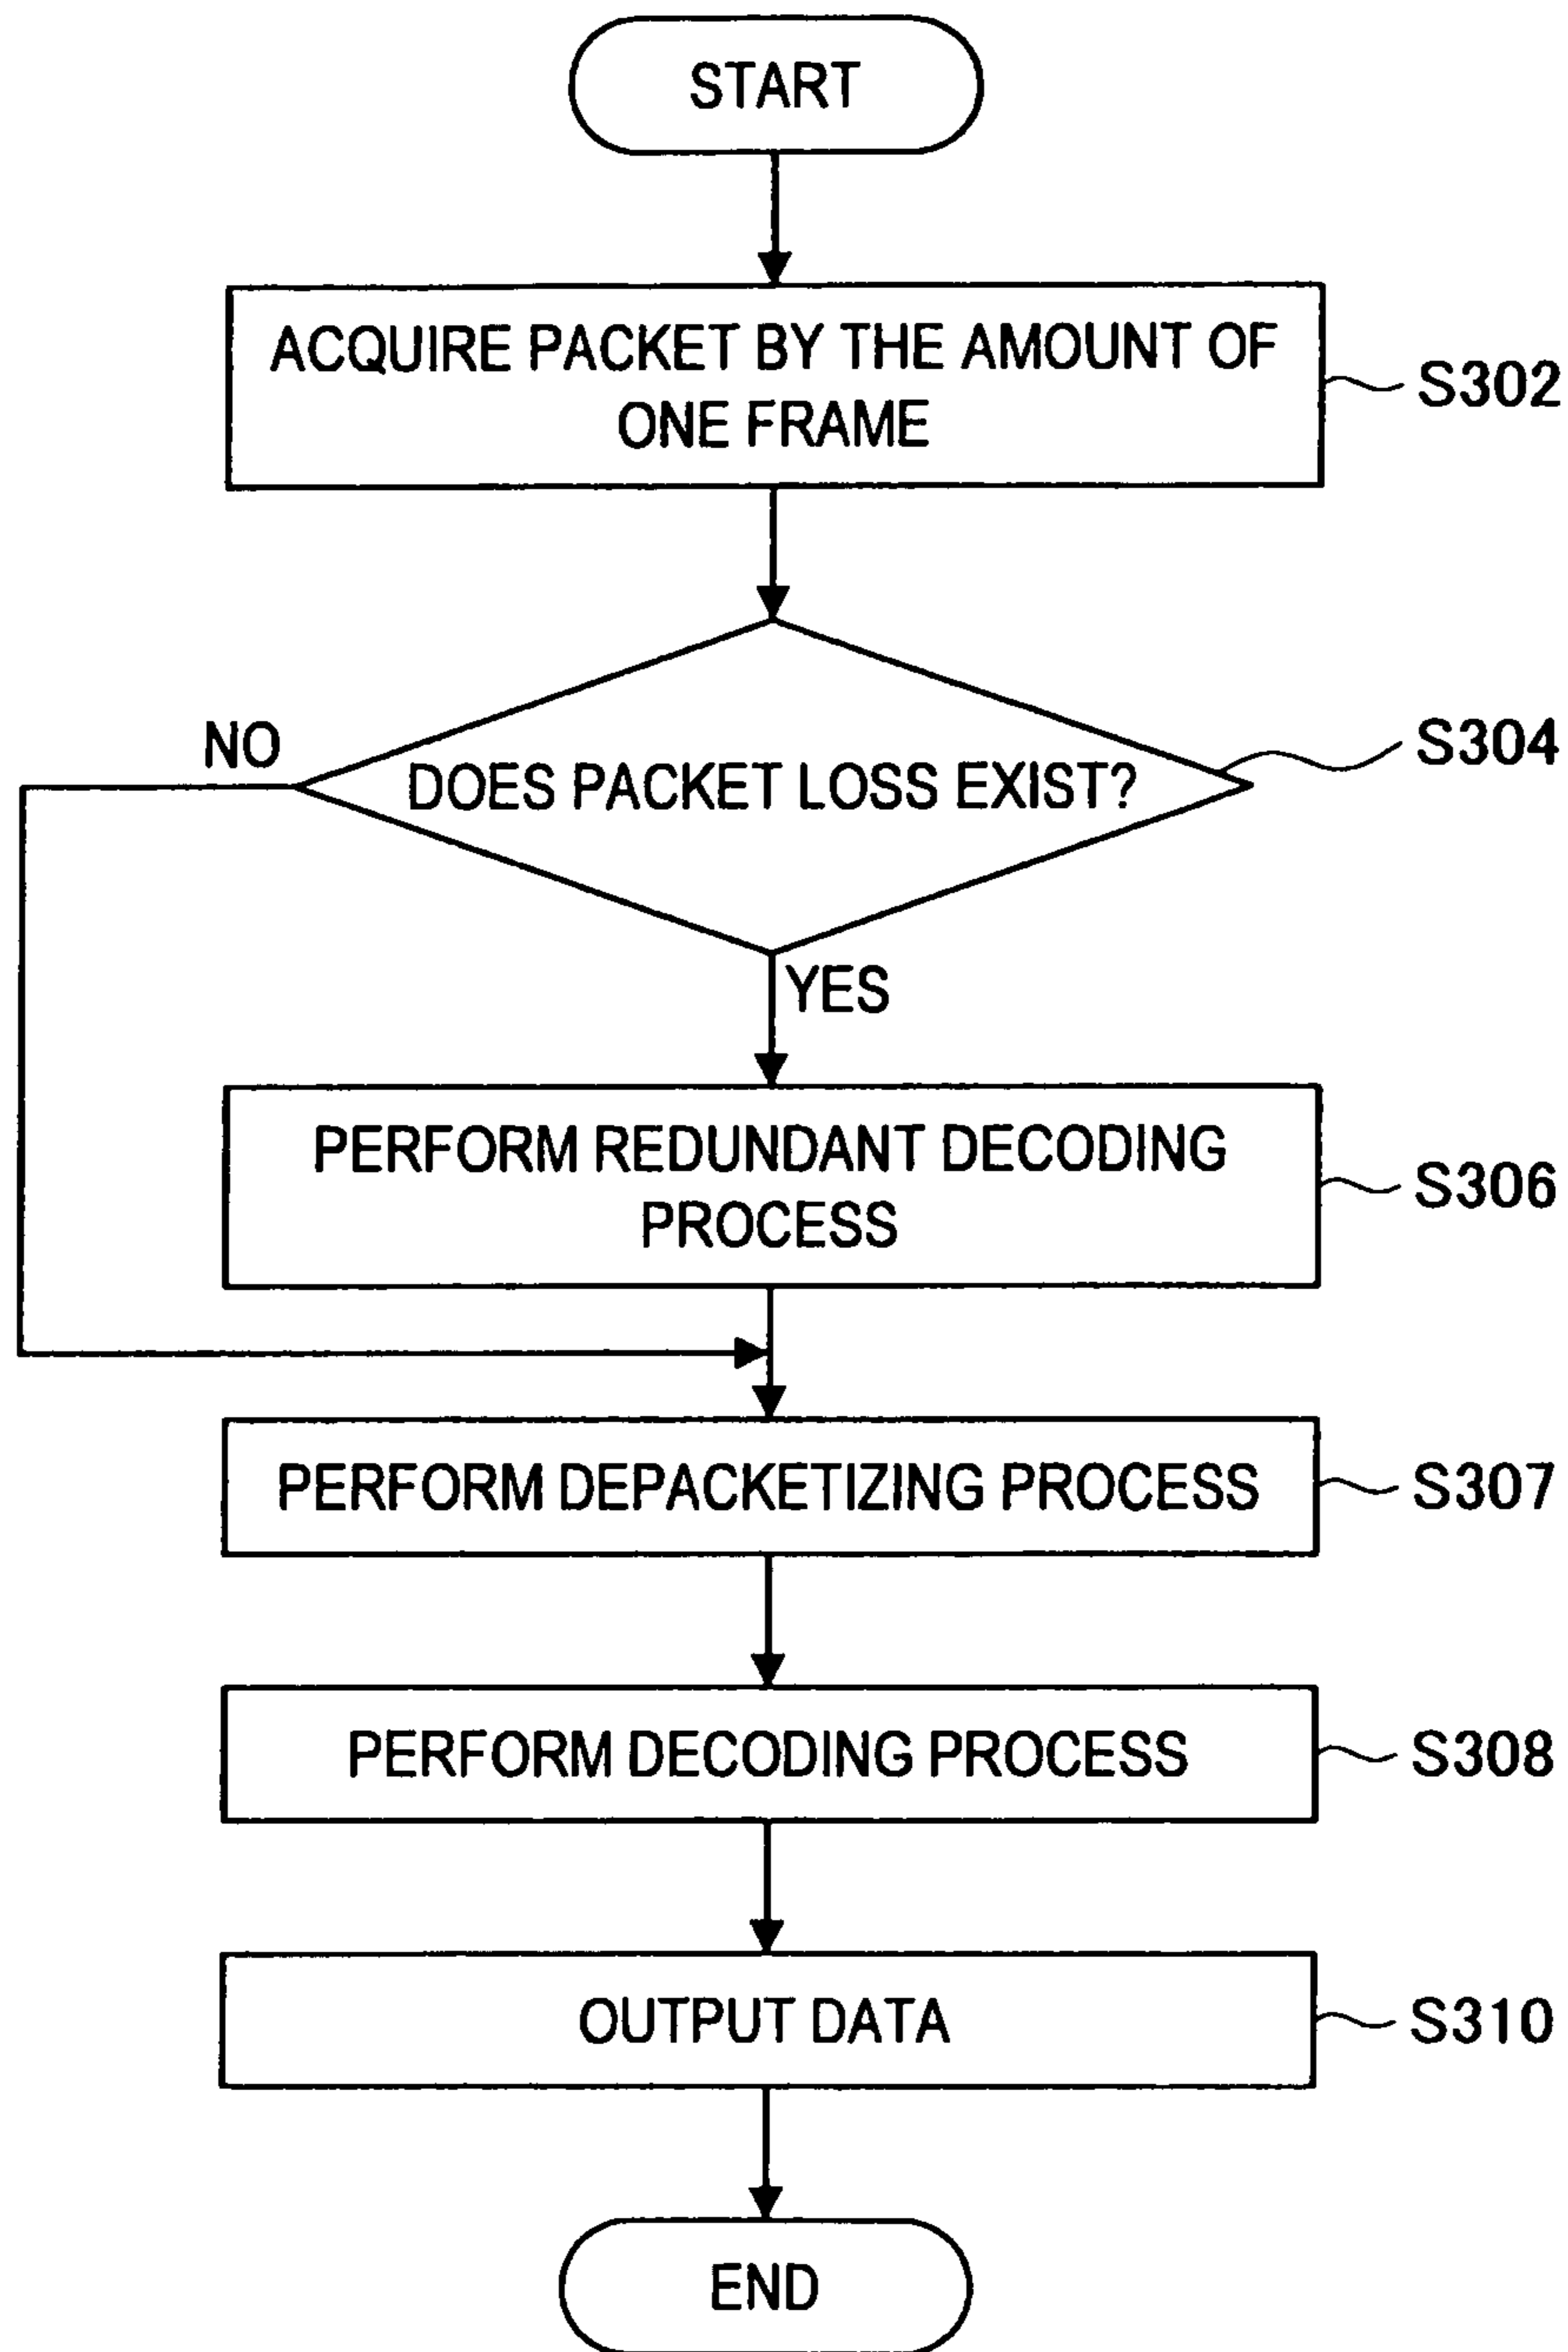 START
ACQUIRE PACKET BY THE AMOUNT OF
ONE FRAME
S302
NO
DOES PACKET LOSS EXIST?
S304
YES
PERFORM REDUNDANT DECODING
PROCESS
S306
PERFORM DEPACKETIZING PROCESS
S307
PERFORM DECODING PROCESS
S308
OUTPUT DATA
S310
END